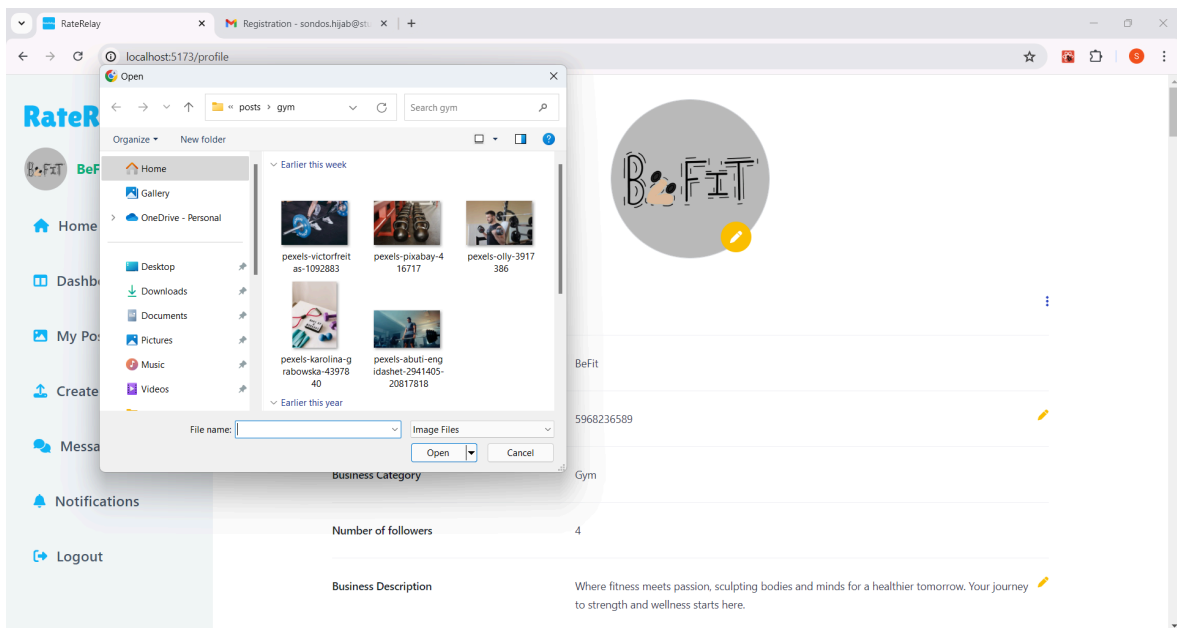 RateRelay
Registration - sondos.hijab@stu
localhost:5173/profile
S
Open
posts
gym
Search gym
Organize
New folder
Home
Gallery
OneDrive - Personal
Desktop
Downloads
Documents
Pictures
Music
Videos
Earlier this week
pexels-victorfreit
as-1092883
pexels-pixabay-4
16717
pexels-olly-3917
386
pexels-karolina-g
rabowska-43978
40
pexels-abuti-eng
idashet-2941405-
20817818
Earlier this year
File name:
Image Files
Open
Cancel
RateR
BeFIT
BeF
Home
Dashb
My Pos
Create
Messa
Notifications
Logout
BeFIT
BeFit
5968236589
Business Category
Gym
Number of followers
4
Business Description
Where fitness meets passion, sculpting bodies and minds for a healthier tomorrow. Your journey
to strength and wellness starts here.